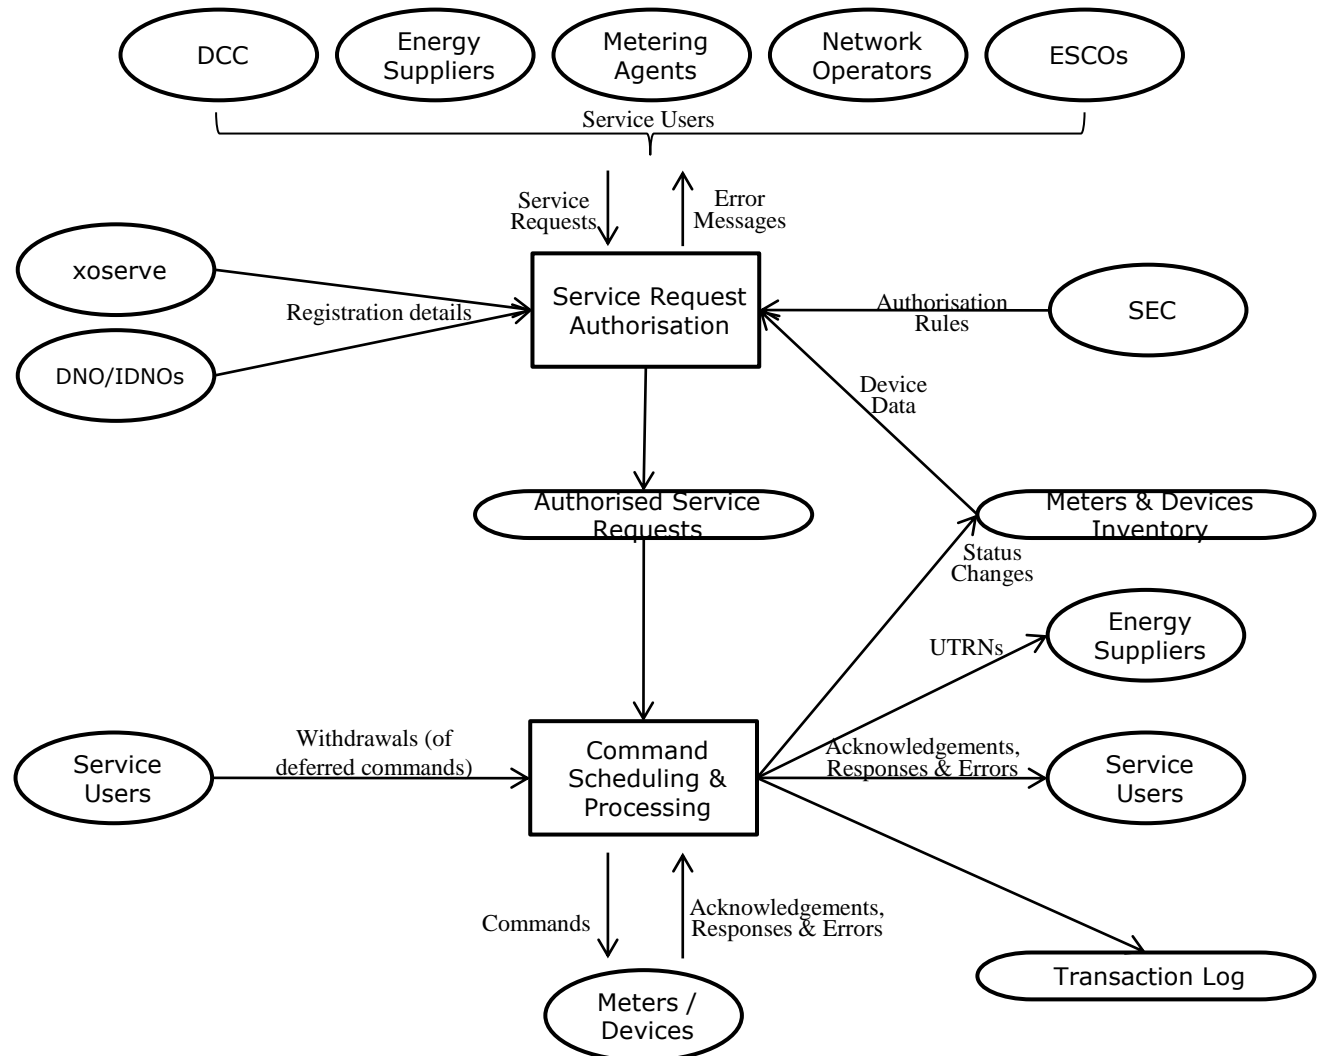 DCC
Energy
Suppliers
Metering
Agents
Network
Operators
ESCOs
Service Users
Service
Requests
Error
Messages
xoserve
Service Request
Authorisation
Authorisation
Rules
SEC
Registration details
DNO/IDNOs
Device
Data
Authorised Service
Requests
Meters & Devices
Inventory
Status
Changes
Energy
Suppliers
UTRNs
Service
Users
Withdrawals (of
deferred commands)
Command
Scheduling &
Processing
Acknowledgements,
Responses & Errors
Service
Users
Commands
Acknowledgements,
Responses & Errors
Transaction Log
Meters /
Devices